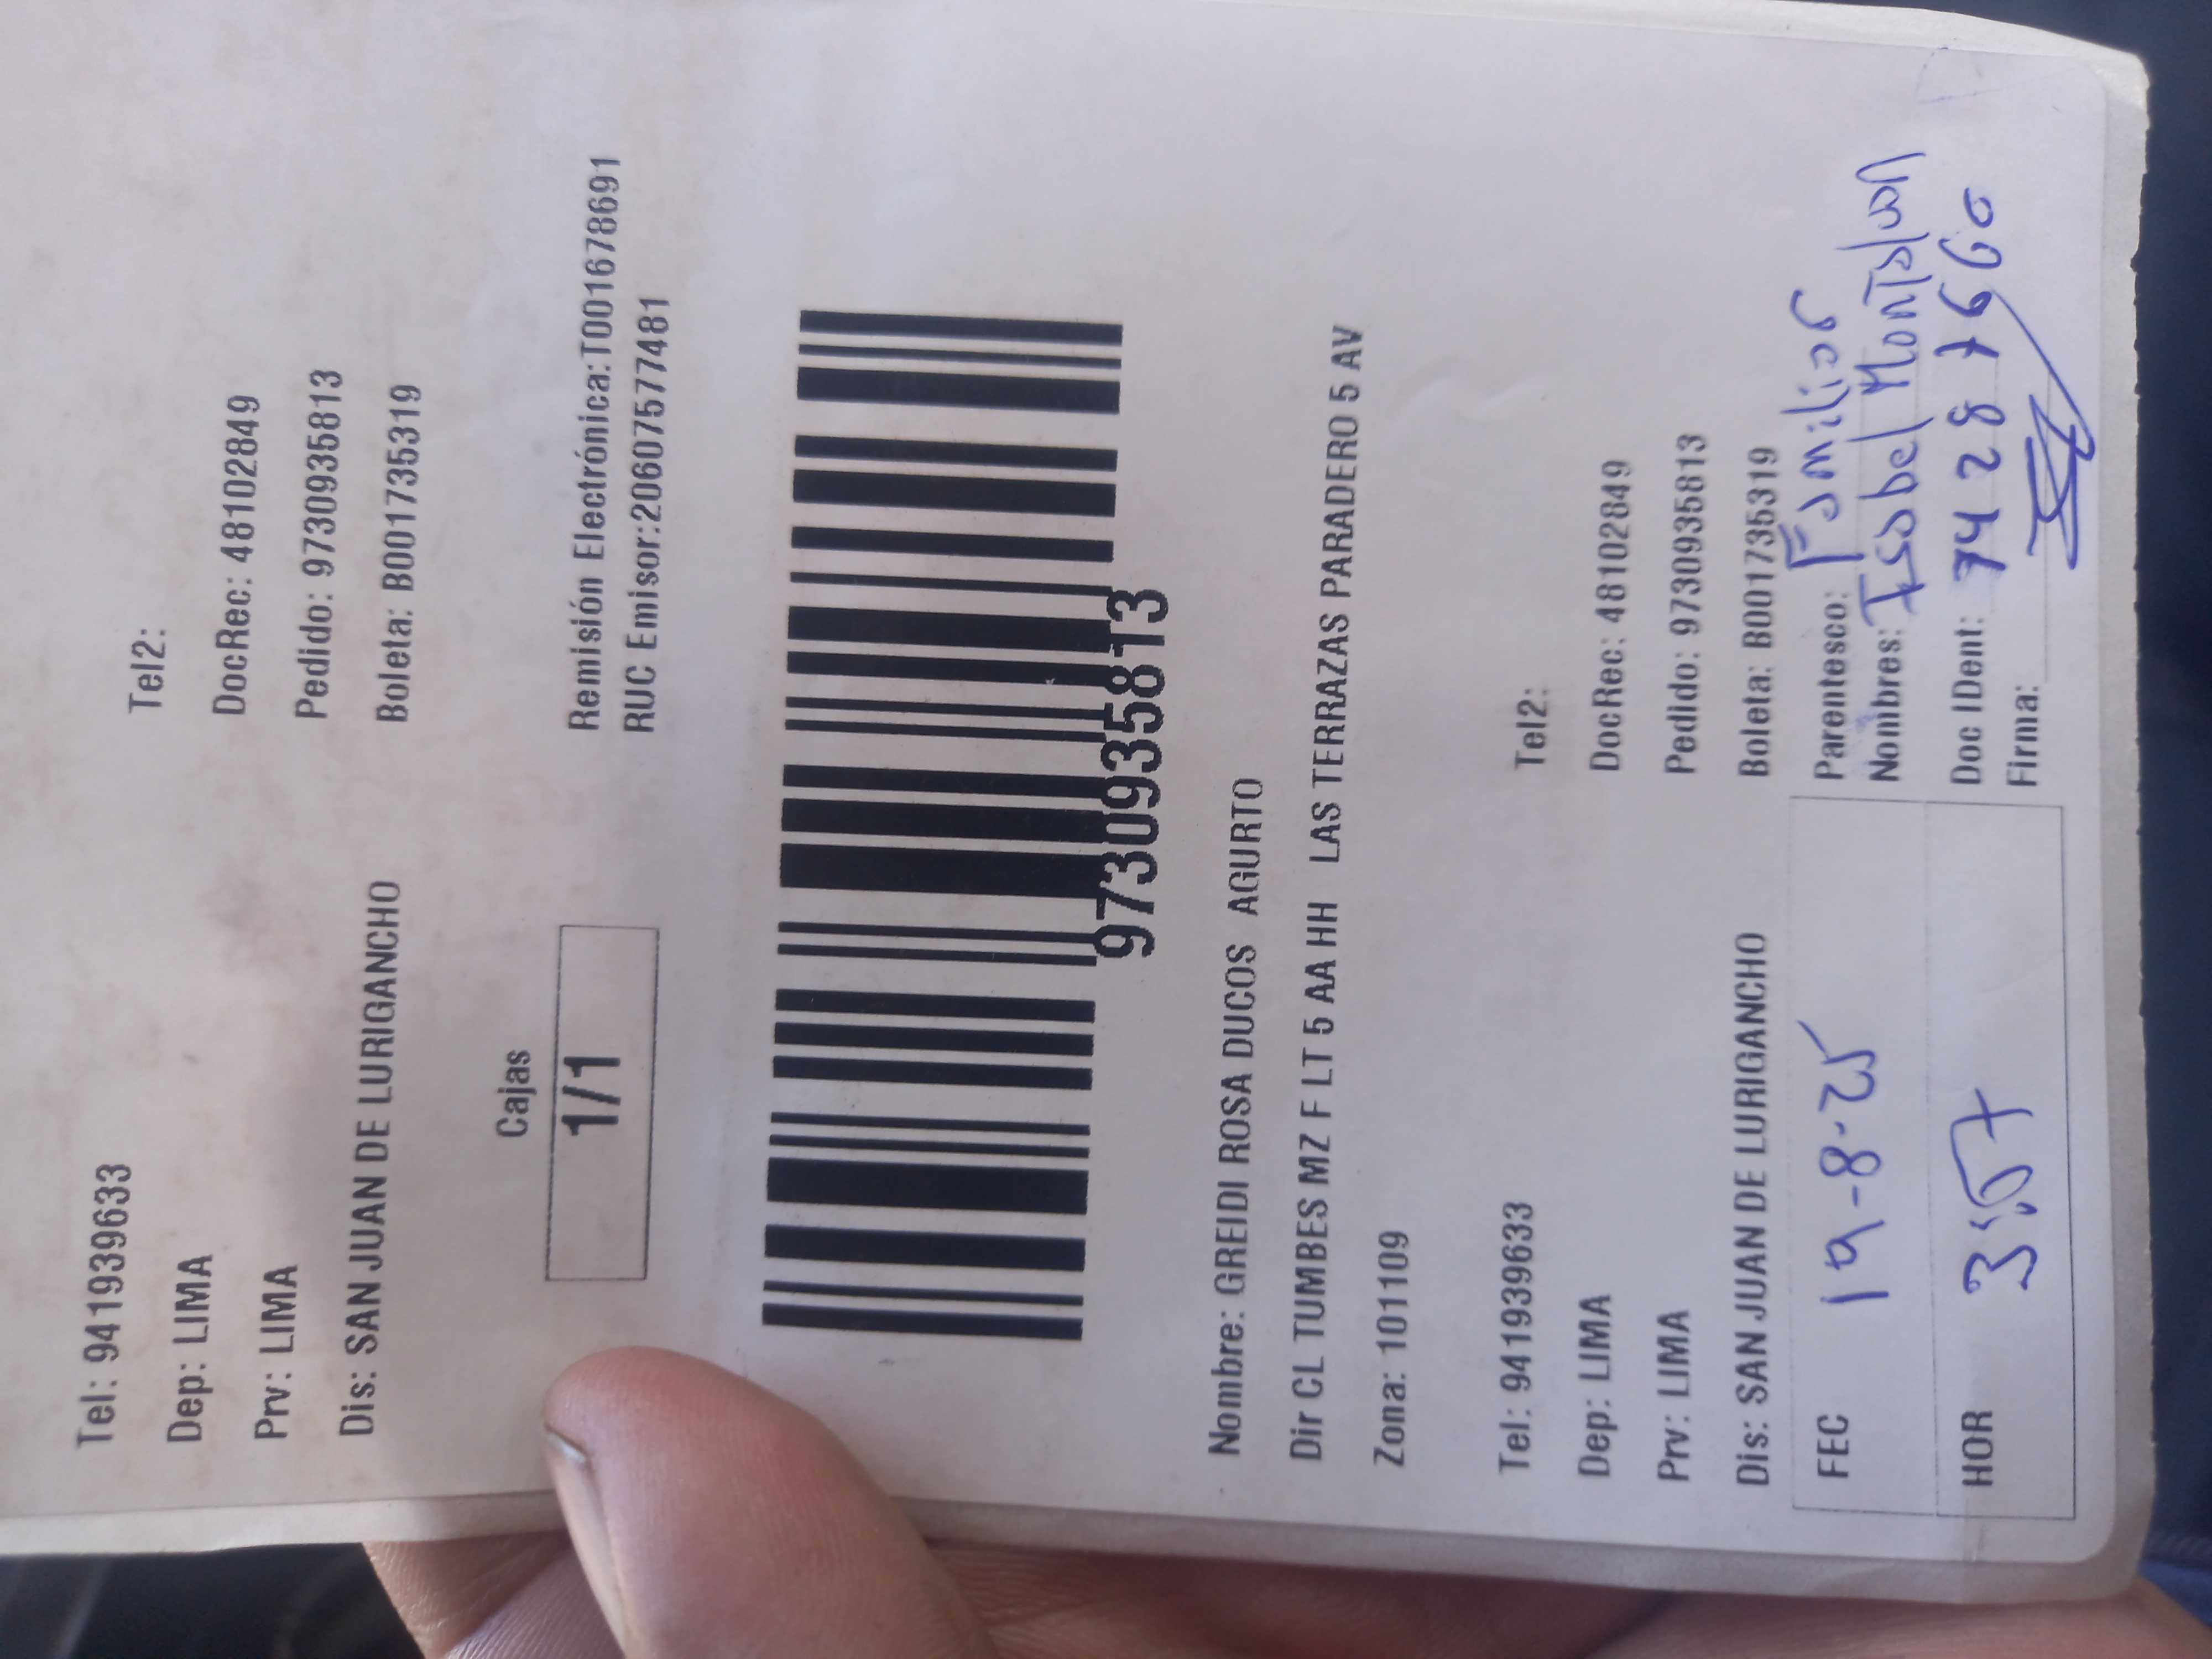 Tel: 941939633 Tel2:
Dep: LIMA DocRec: 48102849
Prv: LIMA Pedido: 9730935813
Dis: SAN JUAN DE LURIGANCHO Boleta: B001735319
Cajas
1/1
Remisión Electrónica:T001678691
RUC Emisor:20607577481
9730935813
Nombre: GREIDI ROSA DUCOS AGURTO
Dir CL TUMBES MZ F LT 5 AA HH LAS TERRAZAS PARADERO 5 AV
Zona: 101109
Tel: 941939633 Tel2:
Dep: LIMA DocRec: 48102849
Prv: LIMA Pedido: 9730935813
Dis: SAN JUAN DE LURIGANCHO Boleta: B001735319
FEC 19-8-25 Parentesco: Familiar
Nombres: Isabel Montalvan
HOR 3:57 Doc IDent: 74287660
Firma: